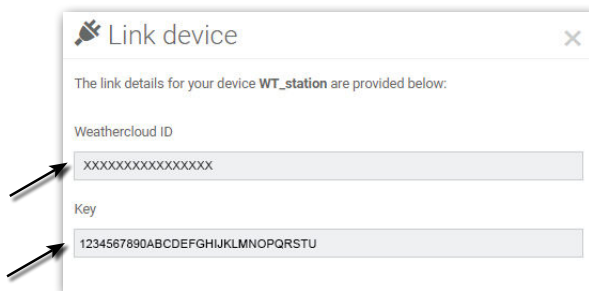 Link device
The link details for your device WT_station are provided below:
Weathercloud ID
XXXXXXXXXXXXXXXX
Key
1234567890ABCDEFGHIJKLMNOPQRSTU